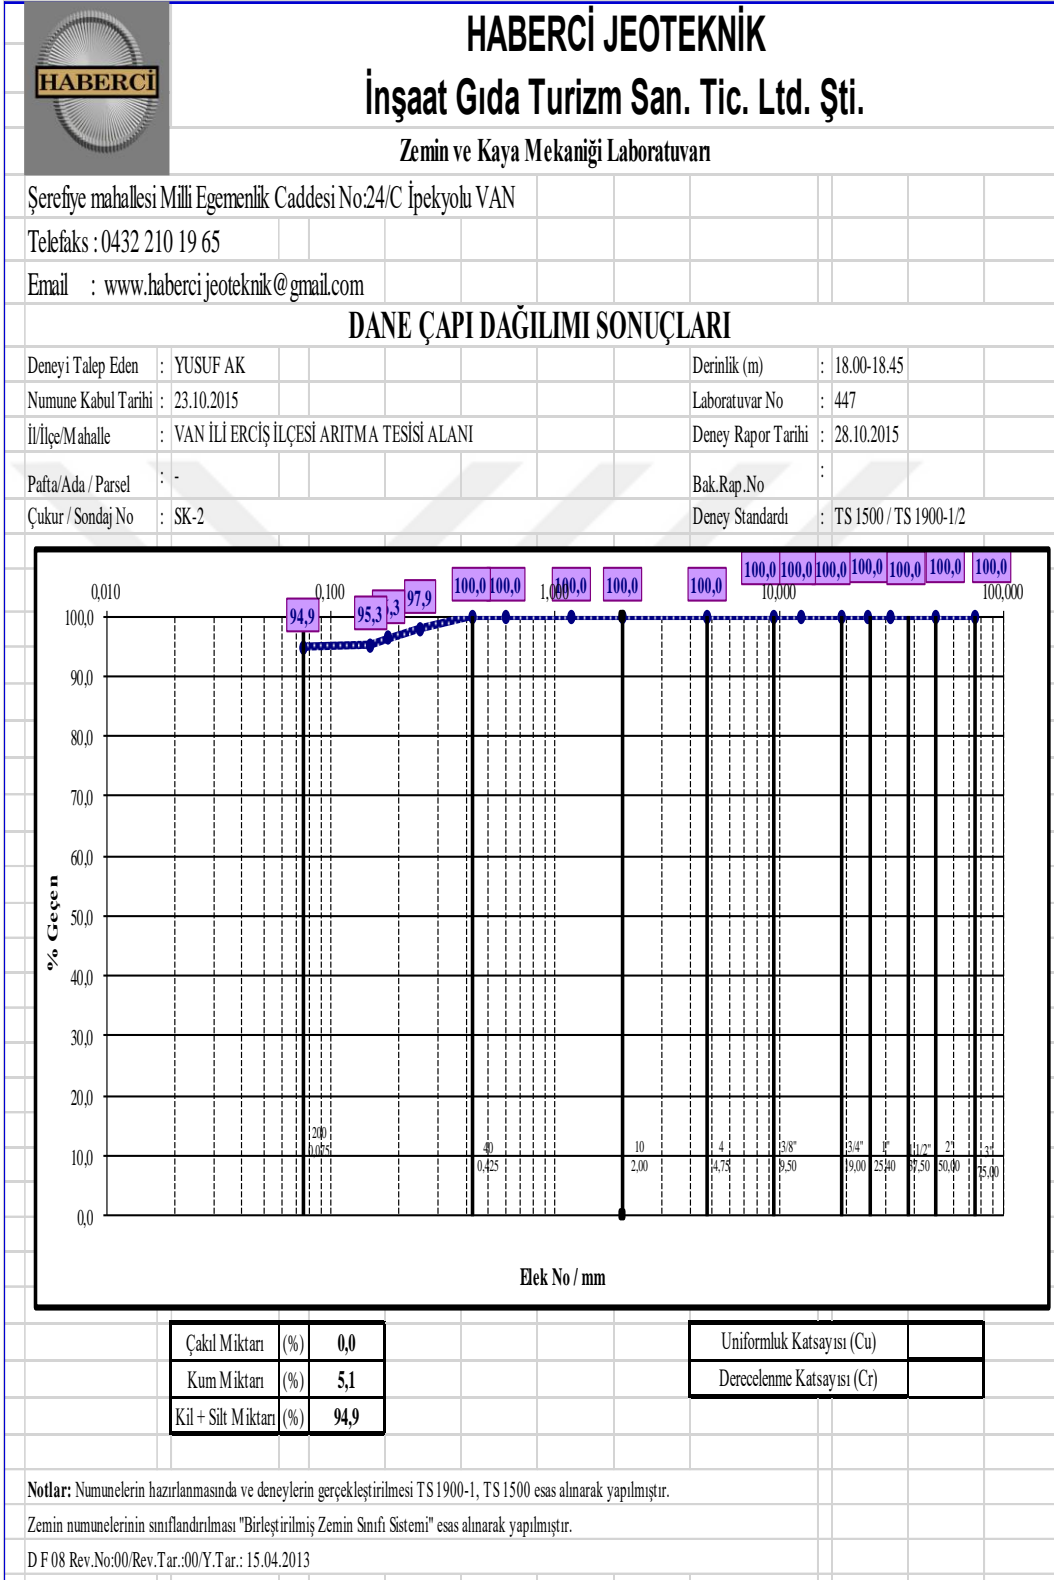 HABERCİ
HABERCİ JEOTEKNİK
İnşaat Gıda Turizm San. Tic. Ltd. Şti.
Zemin ve Kaya Mekaniği Laboratuvarı
Şerefiye mahallesi Milli Egemenlik Caddesi No:24/C İpekyolu VAN
Telefaks : 0432 210 19 65
Email : www.haberci jeoteknik@gmail.com
DANE ÇAPI DAĞILIMI SONUÇLARI
Deneyi Talep Eden : YUSUF AK Derinlik (m) : 18.00-18.45
Numune Kabul Tarihi : 23.10.2015 Laboratuvar No : 447
İl/İlçe/Mahalle : VAN İLİ ERCİŞ İLÇESİ ARITMA TESİSİ ALANI Deney Rapor Tarihi : 28.10.2015
Pafta/Ada / Parsel : - Bak.Rap.No :
Çukur / Sondaj No : SK-2 Deney Standardı : TS 1500 / TS 1900-1/2
94,9 95,3 97,9 100,0 100,0 100,0 100,0 100,0 100,0 100,0 100,0 100,0 100,0 100,0 100,0
0,010 0,100 1,000 10,000 100,000
100,0
90,0
80,0
70,0
60,0
50,0
40,0
30,0
20,0
10,0
0,0
% Geçen
200 40 10 4 3/8" 3/4" 1" 1 1/2" 2" 3"
0,075 0,425 2,00 4,75 9,50 19,00 25,40 37,50 50,00 75,00
Elek No / mm
Çakıl Miktarı (%) 0,0 Uniformluk Katsayısı (Cu)
Kum Miktarı (%) 5,1 Derecelenme Katsayısı (Cr)
Kil + Silt Miktarı (%) 94,9
Notlar: Numunelerin hazırlanmasında ve deneylerin gerçekleştirilmesi TS 1900-1, TS 1500 esas alınarak yapılmıştır.
Zemin numunelerinin sınıflandırılması "Birleştirilmiş Zemin Sınıfı Sistemi" esas alınarak yapılmıştır.
D F 08 Rev.No:00/Rev.Tar.:00/Y.Tar.: 15.04.2013